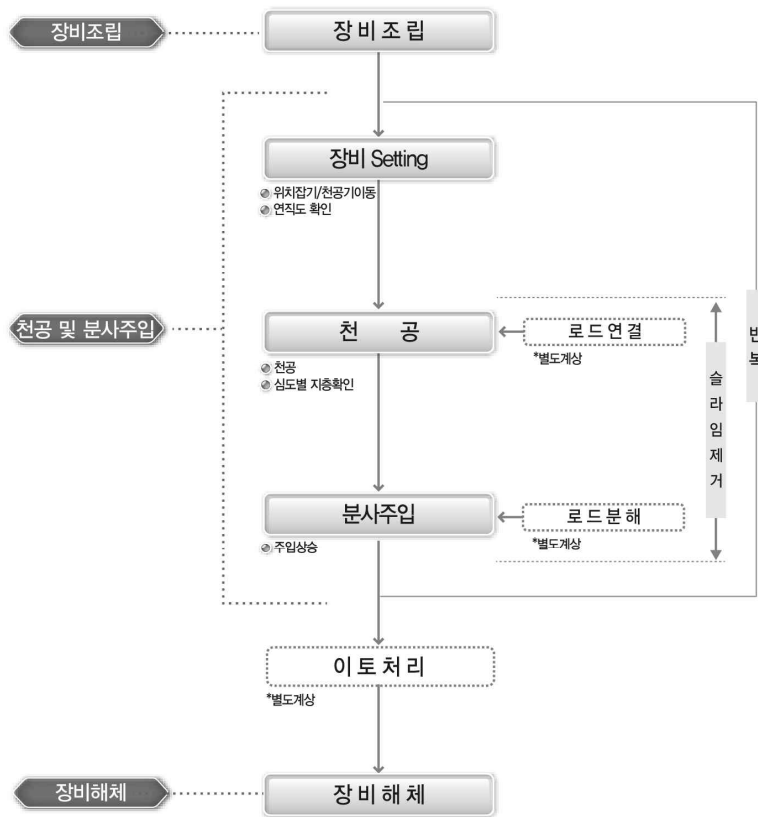 장비조립
장 비 조 립
장비 Setting
위치잡기/천공기이동
연직도 확인
천공 및 분사주입
천 공
로 드 연 결
*별도계상
천공
심도별 지층확인
반복
슬라임제거
분사주입
로 드 분 해
*별도계상
주입상승
이 토 처 리
*별도계상
장비해체
장 비 해 체